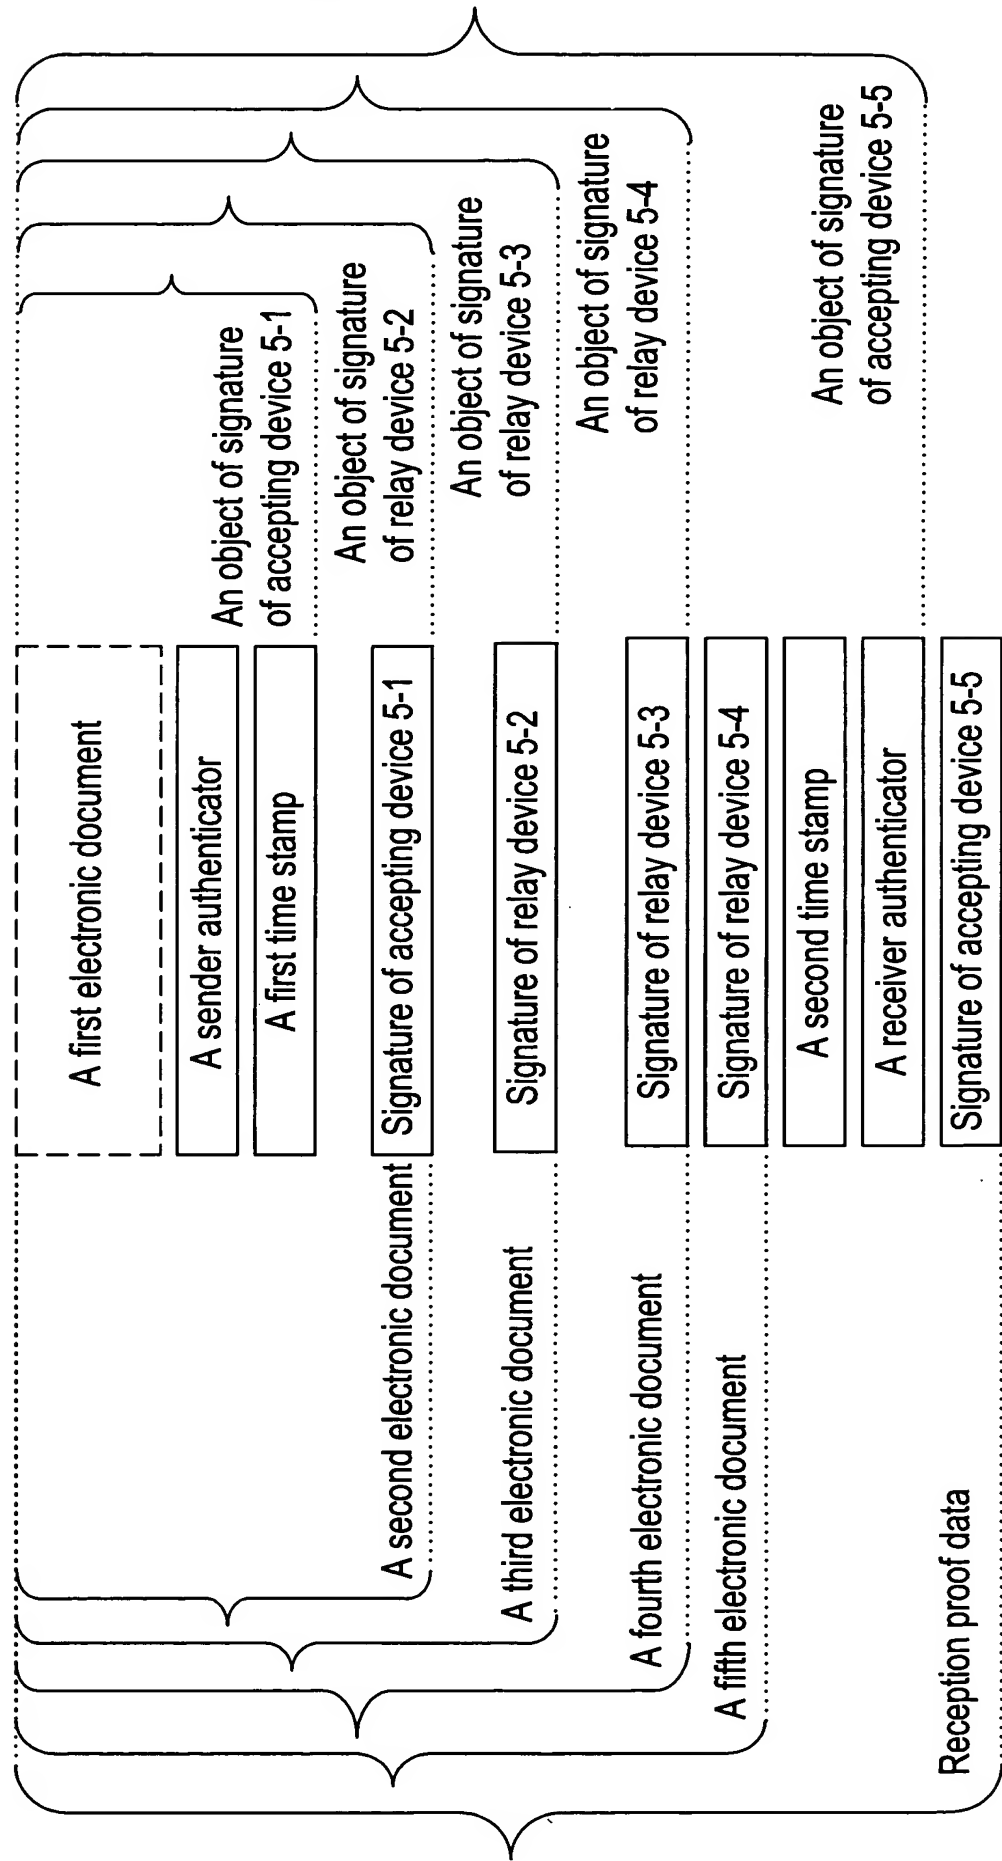 A first electronic document
A sender authenticator
A first time stamp
Signature of accepting device 5-1
Signature of relay device 5-2
Signature of relay device 5-3
Signature of relay device 5-4
A second time stamp
A receiver authenticator
Signature of accepting device 5-5
A second electronic document
A third electronic document
A fourth electronic document
A fifth electronic document
Reception proof data
An object of signature
of accepting device 5-1
An object of signature
of relay device 5-2
An object of signature
of relay device 5-3
An object of signature
of relay device 5-4
An object of signature
of accepting device 5-5